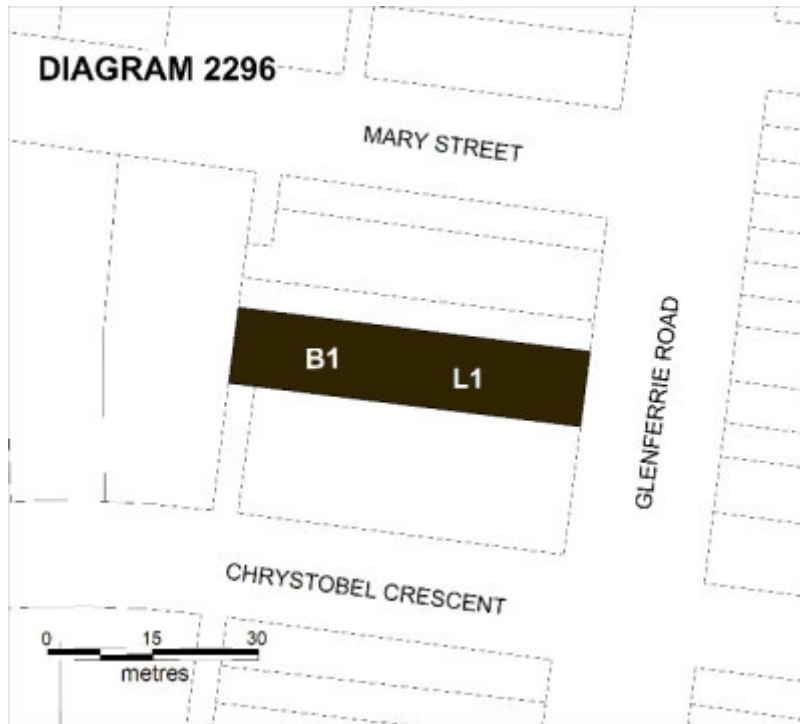 DIAGRAM 2296
MARY STREET
B1
L1
GLENFERRIE ROAD
CHRYSTOBEL CRESCENT
0 15 30
metres